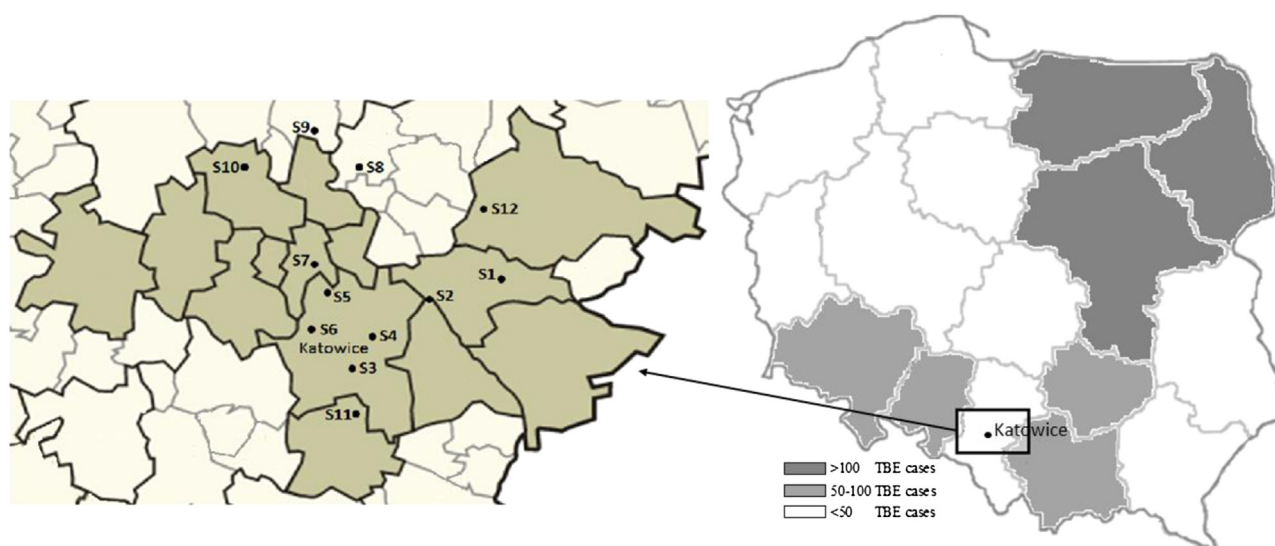 S9
S10
S8
S12
S7
S1
S5
S2
S6
S4
Katowice
S3
S11
Katowice
>100 TBE cases
50-100 TBE cases
<50 TBE cases